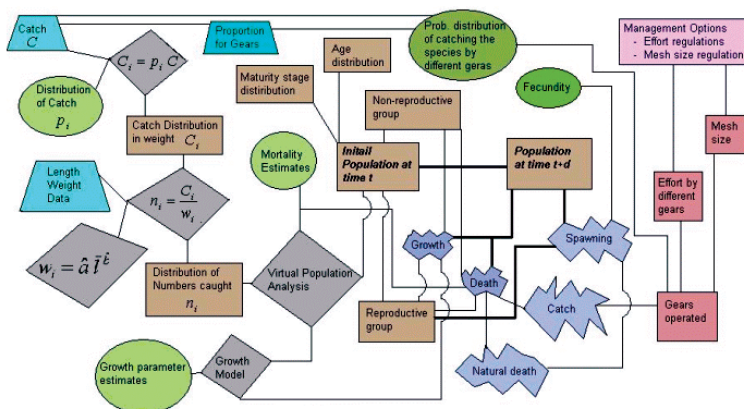 Catch
C
Proportion
for Gears
Prob. distribution
of catching the
species by
different geras
Management Options
- Effort regulations
- Mesh size regulation
C_i = p_i C
Age
distribution
Distribution
of Catch
p_i
Maturity stage
distribution
Non-reproductive
group
Fecundity
Catch Distribution
in weight C_i
Mortality
Estimates
Initail
Population at
time t
Population
at time t+d
Mesh
size
Length
Weight
Data
n_i = C_i / w_i
Effort by
different
gears
Growth
Spawning
w_i = â l̄^b̂
Distribution of
Numbers caught
n_i
Virtual Population
Analysis
Death
Reproductive
group
Catch
Gears
operated
Growth parameter
estimates
Growth
Model
Natural death